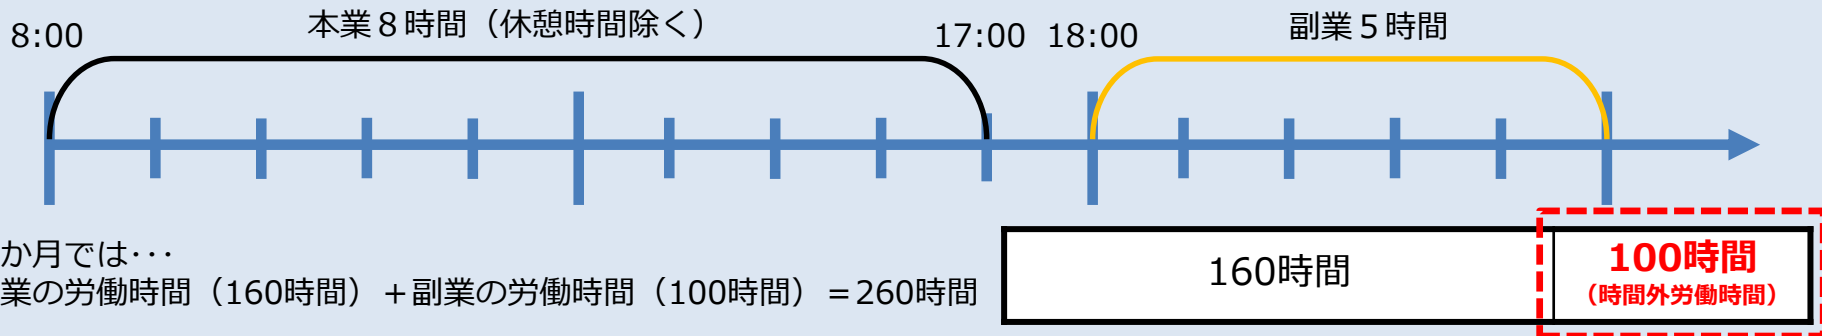 8:00
本業８時間（休憩時間除く）
17:00
18:00
副業５時間
か月では･･･
業の労働時間（160時間）＋副業の労働時間（100時間）＝260時間
160時間
100時間
（時間外労働時間）